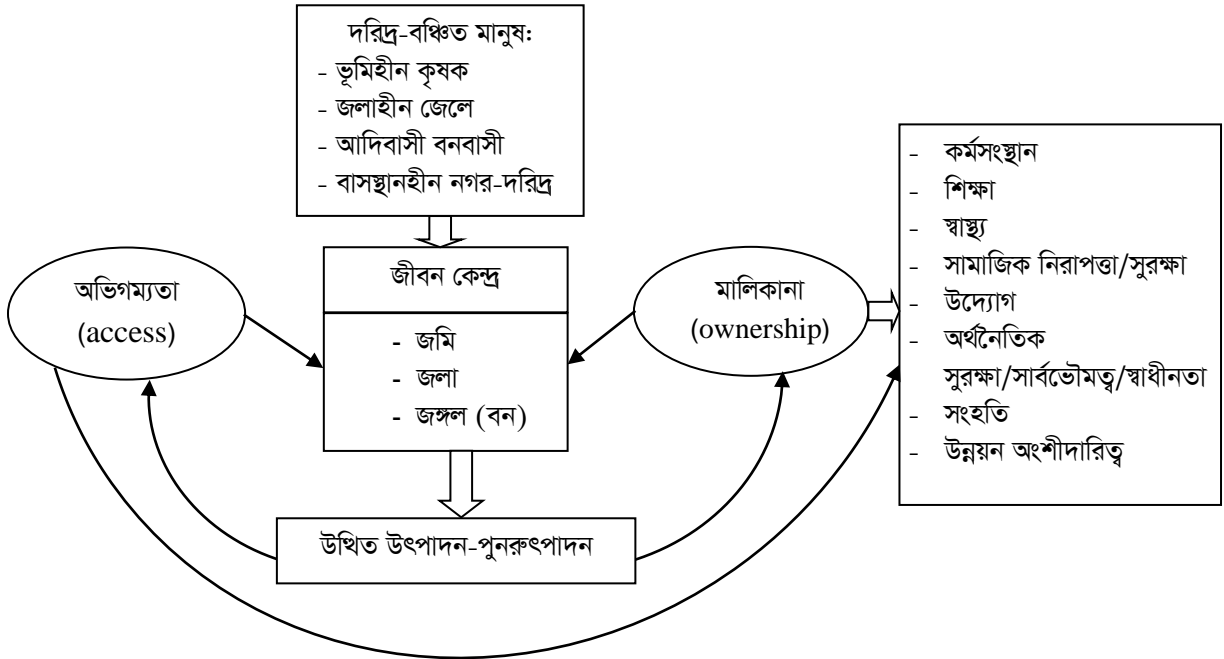 দরিদ্র-বঞ্চিত মানুষ:
- ভূমিহীন কৃষক
- জলাহীন জেলে
- আদিবাসী বনবাসী
- বাসস্থানহীন নগর-দরিদ্র
জীবন কেন্দ্র
- জমি
- জলা
- জঙ্গল (বন)
অভিগম্যতা
(access)
মালিকানা
(ownership)
- কর্মসংস্থান
- শিক্ষা
- স্বাস্থ্য
- সামাজিক নিরাপত্তা/সুরক্ষা
- উদ্যোগ
- অর্থনৈতিক
সুরক্ষা/সার্বভৌমত্ব/স্বাধীনতা
- সংহতি
- উন্নয়ন অংশীদারিত্ব
উত্থিত উৎপাদন-পুনরুৎপাদন